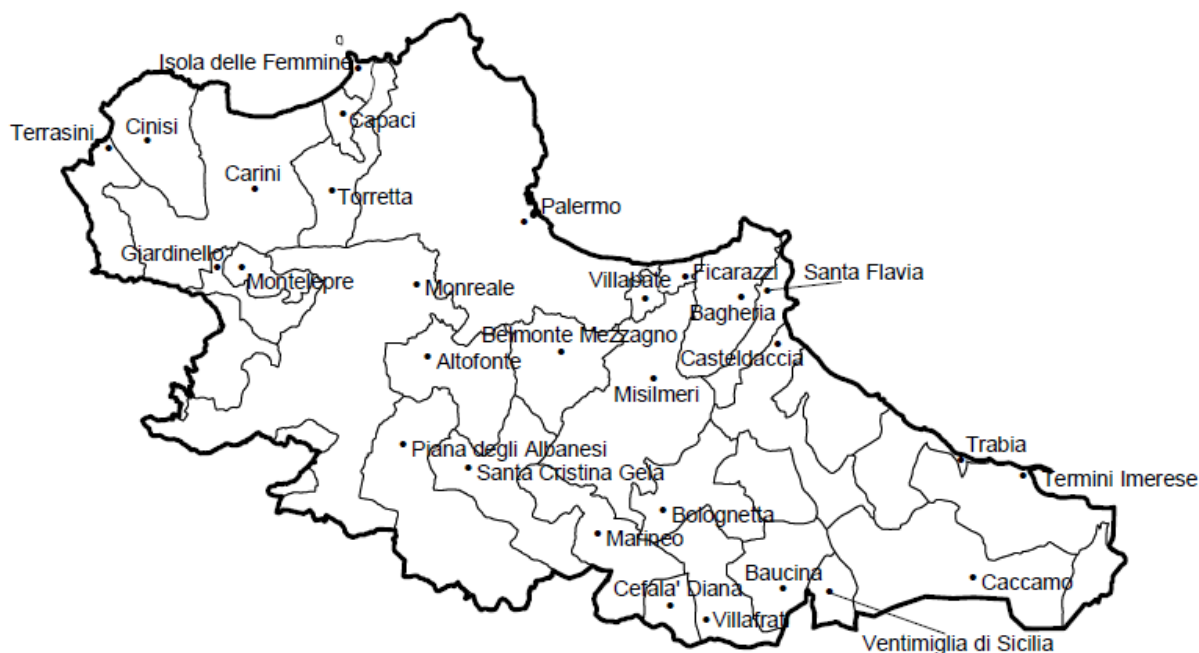 Isola delle Femmine
Capaci
Terrasini
Cinisi
Carini
Torretta
Palermo
Giardinello
Montelepre
Monreale
Villabate
Ficarazzi
Santa Flavia
Bagheria
Belmonte Mezzagno
Altofonte
Casteldaccia
Misilmeri
Piana degli Albanesi
Santa Cristina Gela
Trabia
Termini Imerese
Bolognetta
Marineo
Baucina
Cefala' Diana
Caccamo
Villafrati
Ventimiglia di Sicilia